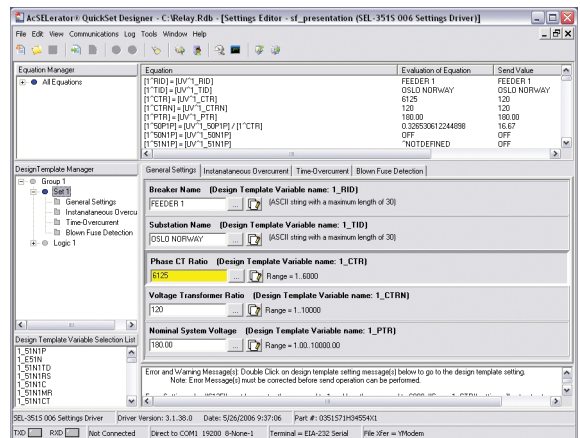 AcSELerator® QuickSet Designer - C:\Relay.Rdb - [Settings Editor - sf_presentation (SEL-351S 006 Settings Driver)]
File Edit View Communications Log Tools Window Help
Equation Manager
All Equations
Equation Evaluation of Equation Send Value
[1^RID] = [UV^1_RID] FEEDER 1 FEEDER 1
[1^TID] = [UV^1_TID] OSLO NORWAY OSLO NORWAY
[1^CTR] = [UV^1_CTR] 6125 120
[1^CTRN] = [UV^1_CTRN] 120 120
[1^PTR] = [UV^1_PTR] 180.00 180.00
[1^50P1P] = [UV^1_50P1P] / [1^CTR] 0.326530612244898 16.67
[1^50N1P] = [UV^1_50N1P] OFF OFF
[1^51N1P] = [UV^1_51N1P] ^NOTDEFINED OFF
DesignTemplate Manager
Group 1
Set 1
General Settings
Instanataneous Overcu
Time-Overcurrent
Blown Fuse Detection
Logic 1
Design Template Variable Selection List
1_51N1P
1_E51N
1_51N1TD
1_51N1RS
1_51N1C
1_51N1MR
1_51N1CT
General Settings Instanataneous Overcurrent Time-Overcurrent Blown Fuse Detection
Breaker Name (Design Template Variable name: 1_RID)
FEEDER 1 ... (ASCII string with a maximum length of 30)
Substation Name (Design Template Variable name: 1_TID)
OSLO NORWAY ... (ASCII string with a maximum length of 30)
Phase CT Ratio (Design Template Variable name: 1_CTR)
6125 ... Range = 1..6000
Voltage Transformer Ratio (Design Template Variable name: 1_CTRN)
120 ... Range = 1..10000
Nominal System Voltage (Design Template Variable name: 1_PTR)
180.00 ... Range = 1.00..10000.00
Error and Warning Message(s): Double Click on design template setting message(s) below to go to the design template setting.
Note: Error Message(s) must be corrected before send operation can be performed.
SEL-351S 006 Settings Driver Driver Version: 3.1.38.0 Date: 5/26/2006 9:37:06 Part #: 0351S71H34554X1
TXD RXD Not Connected Direct to COM1 19200 8-None-1 Terminal = EIA-232 Serial File Xfer = YModem